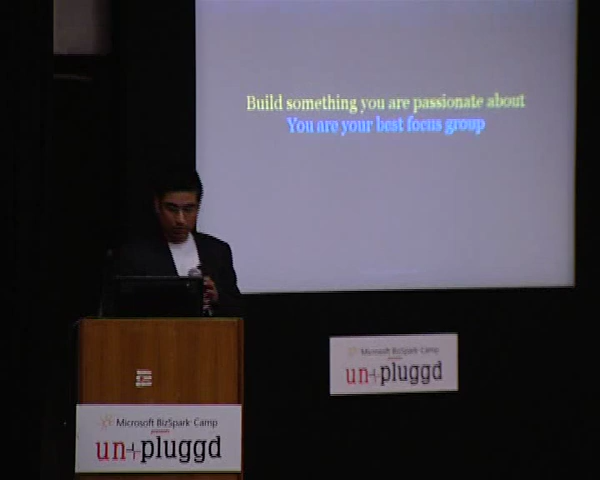 Build something you are passionate about
You are your best focus group
Microsoft BizSpark Camp
un+pluggd
Microsoft BizSpark Camp
presents
un+pluggd